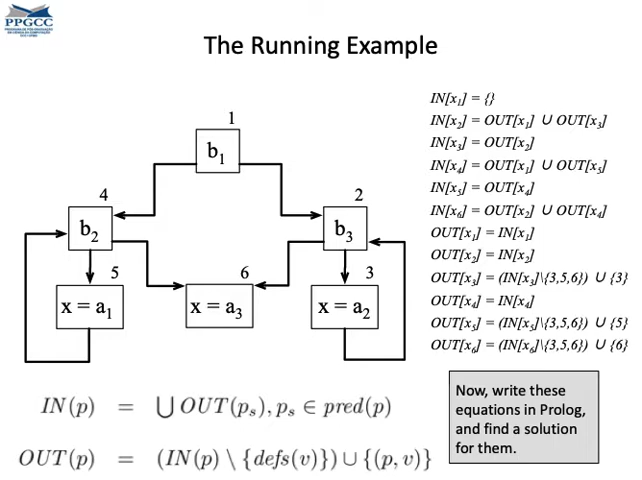 PPGCC
The Running Example
1
b₁
4
b₂
2
b₃
5
x = a₁
6
x = a₃
3
x = a₂
IN[x₁] = {}
IN[x₂] = OUT[x₁] ∪ OUT[x₃]
IN[x₃] = OUT[x₂]
IN[x₄] = OUT[x₁] ∪ OUT[x₅]
IN[x₅] = OUT[x₄]
IN[x₆] = OUT[x₂] ∪ OUT[x₄]
OUT[x₁] = IN[x₁]
OUT[x₂] = IN[x₂]
OUT[x₃] = (IN[x₃]\{3,5,6}) ∪ {3}
OUT[x₄] = IN[x₄]
OUT[x₅] = (IN[x₅]\{3,5,6}) ∪ {5}
OUT[x₆] = (IN[x₆]\{3,5,6}) ∪ {6}
IN(p) = ⋃ OUT(pₛ), pₛ ∈ pred(p)
OUT(p) = (IN(p) \ {defs(v)}) ∪ {(p, v)}
Now, write these
equations in Prolog,
and find a solution
for them.